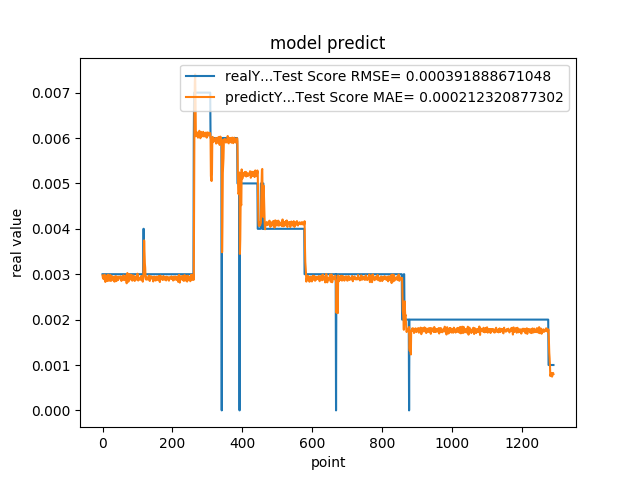 model predict
realY...Test Score RMSE= 0.000391888671048
predictY...Test Score MAE= 0.000212320877302
real value
0.007
0.006
0.005
0.004
0.003
0.002
0.001
0.000
0 200 400 600 800 1000 1200
point